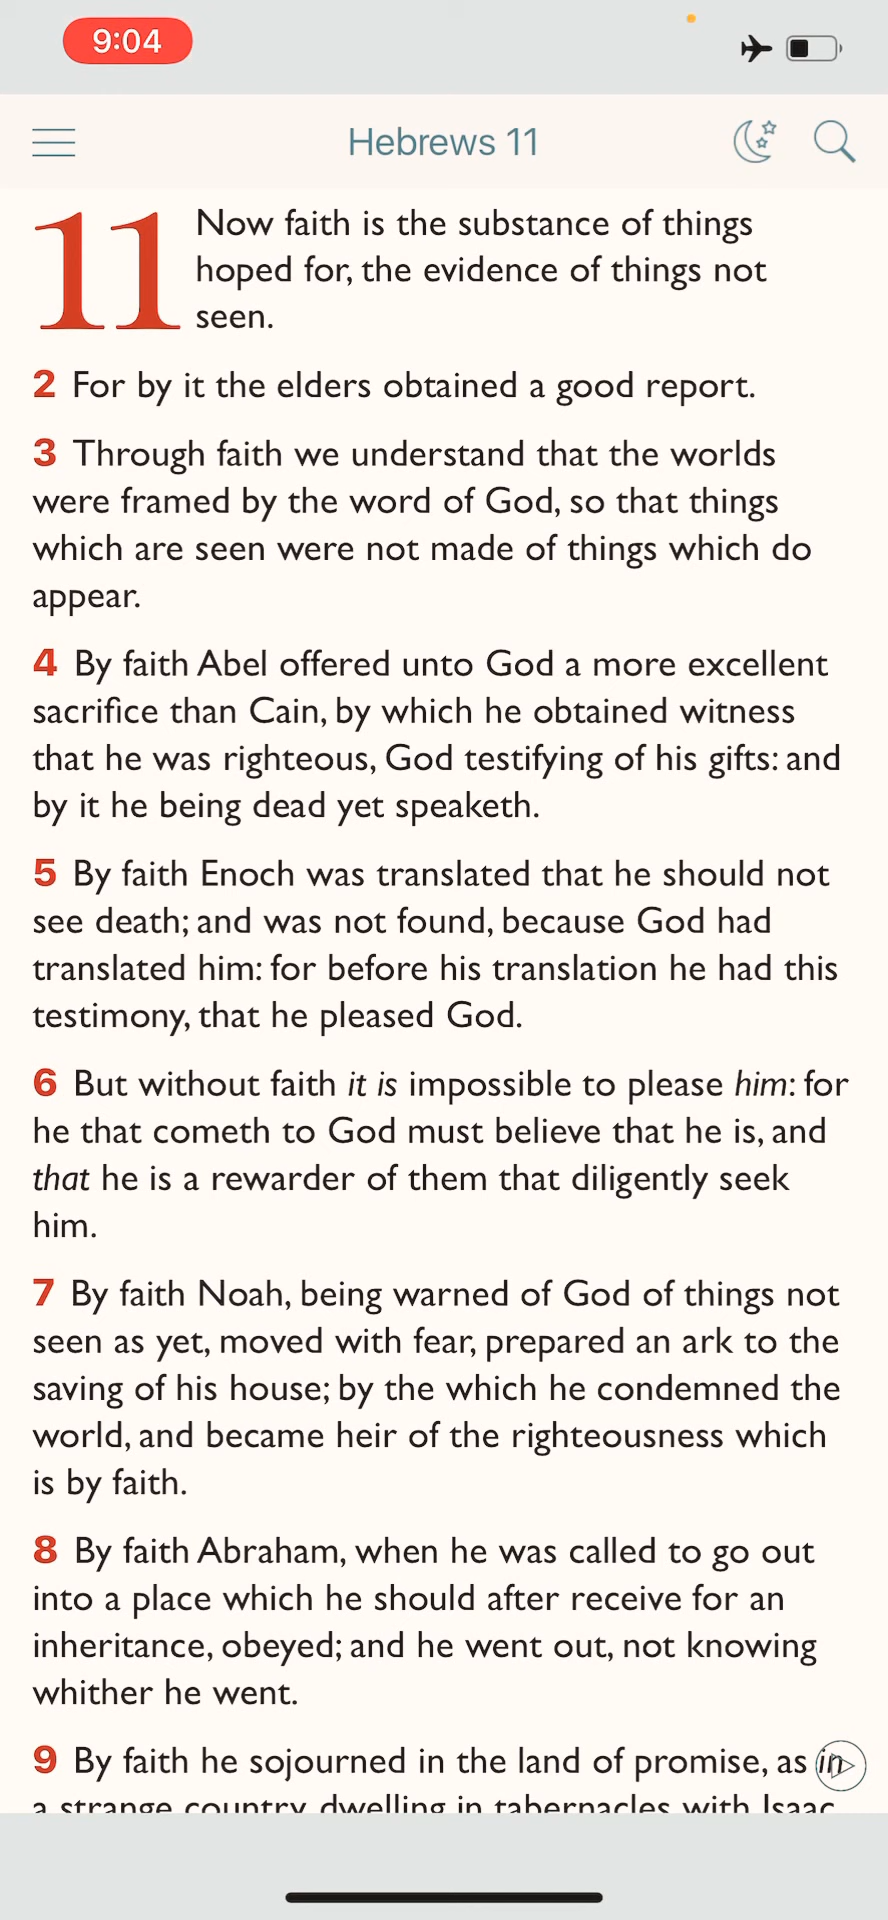 9:04
Hebrews 11
11 Now faith is the substance of things
hoped for, the evidence of things not
seen.
2 For by it the elders obtained a good report.
3 Through faith we understand that the worlds
were framed by the word of God, so that things
which are seen were not made of things which do
appear.
4 By faith Abel offered unto God a more excellent
sacrifice than Cain, by which he obtained witness
that he was righteous, God testifying of his gifts: and
by it he being dead yet speaketh.
5 By faith Enoch was translated that he should not
see death; and was not found, because God had
translated him: for before his translation he had this
testimony, that he pleased God.
6 But without faith it is impossible to please him: for
he that cometh to God must believe that he is, and
that he is a rewarder of them that diligently seek
him.
7 By faith Noah, being warned of God of things not
seen as yet, moved with fear, prepared an ark to the
saving of his house; by the which he condemned the
world, and became heir of the righteousness which
is by faith.
8 By faith Abraham, when he was called to go out
into a place which he should after receive for an
inheritance, obeyed; and he went out, not knowing
whither he went.
9 By faith he sojourned in the land of promise, as in
a strange country, dwelling in tabernacles with Isaac